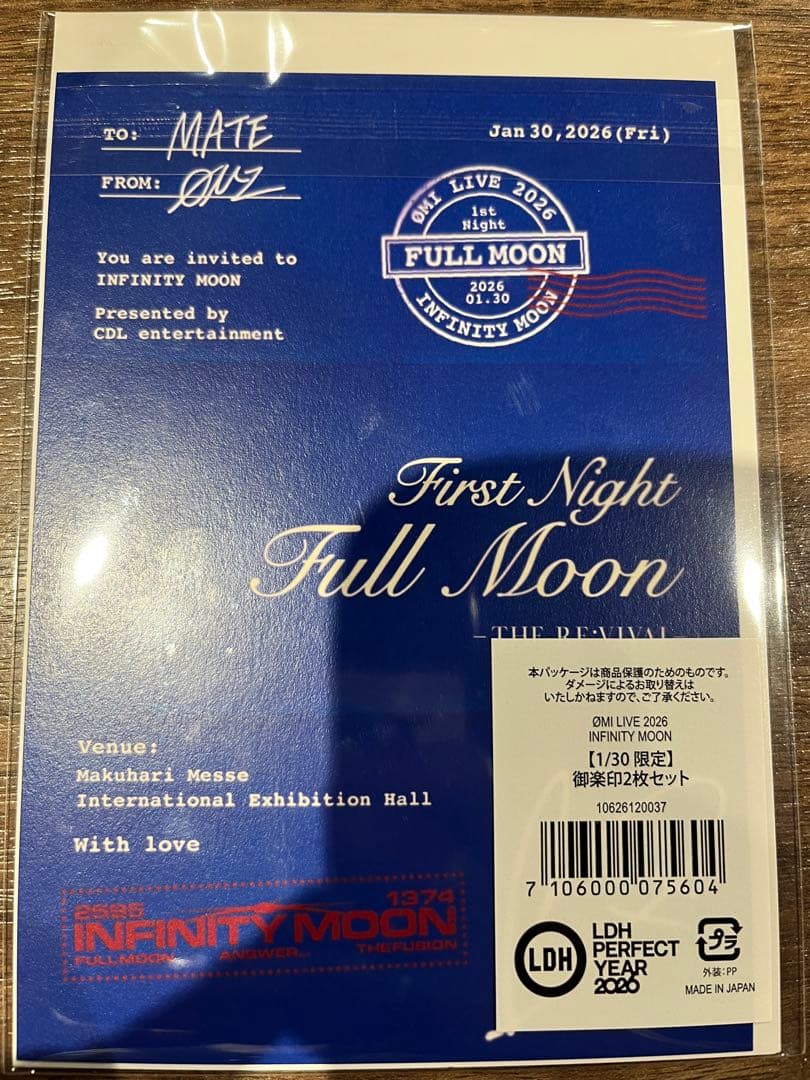 TO: MATE
Jan 30,2026(Fri)
FROM: ØMI
ØMI LIVE 2026
1st
Night
FULL MOON
2026
01.30
INFINITY MOON
You are invited to
INFINITY MOON
Presented by
CDL entertainment
First Night
Full Moon
-THE RE:VIVAL-
本パッケージは商品保護のためのものです。
ダメージによるお取り替えは
いたしかねますので、ご了承ください。
ØMI LIVE 2026
INFINITY MOON
【1/30 限定】
御楽印2枚セット
10626120037
7 106000 075604
LDH
LDH
PERFECT
YEAR
2026
プラ
外装:PP
MADE IN JAPAN
Venue:
Makuhari Messe
International Exhibition Hall
With love
2595 1374
INFINITY MOON
FULLMOON ANSWER... THEFUSION